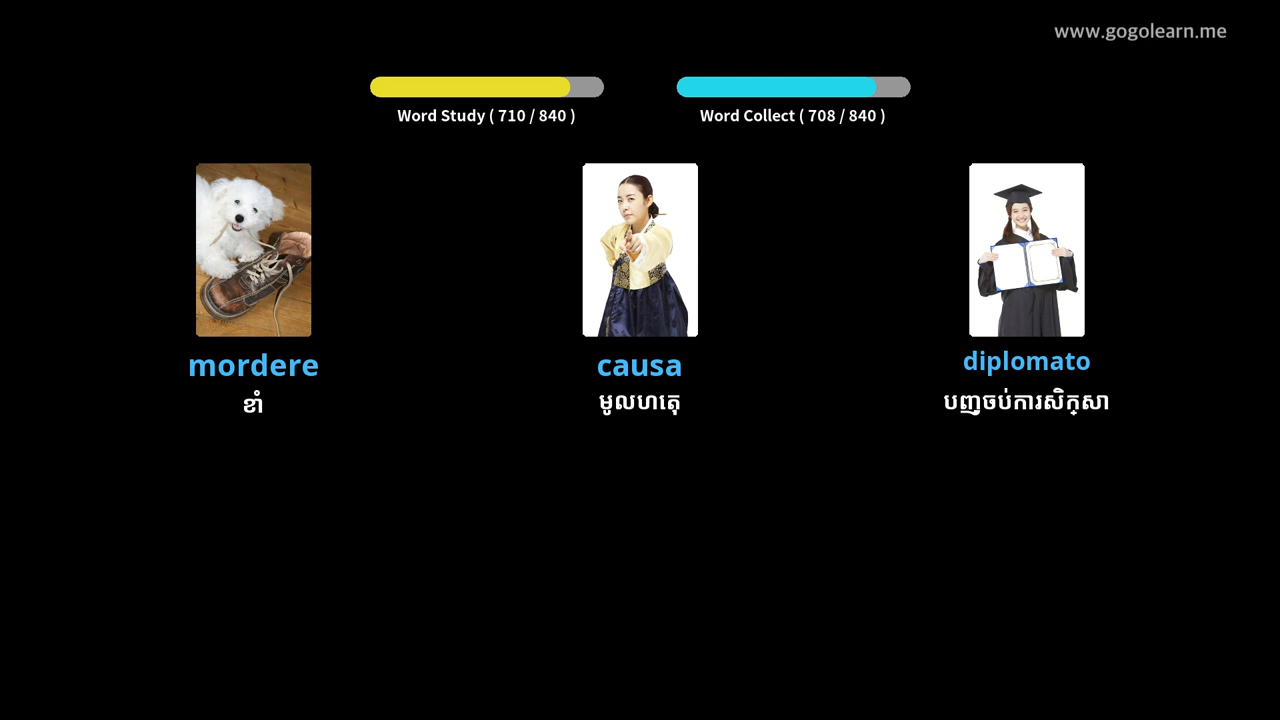 www.gogolearn.me
Word Study ( 710 / 840 )
Word Collect ( 708 / 840 )
mordere
causa
diplomato
ខាំ
មូលហតេុ
បញ្ចប់ការសិក្សា